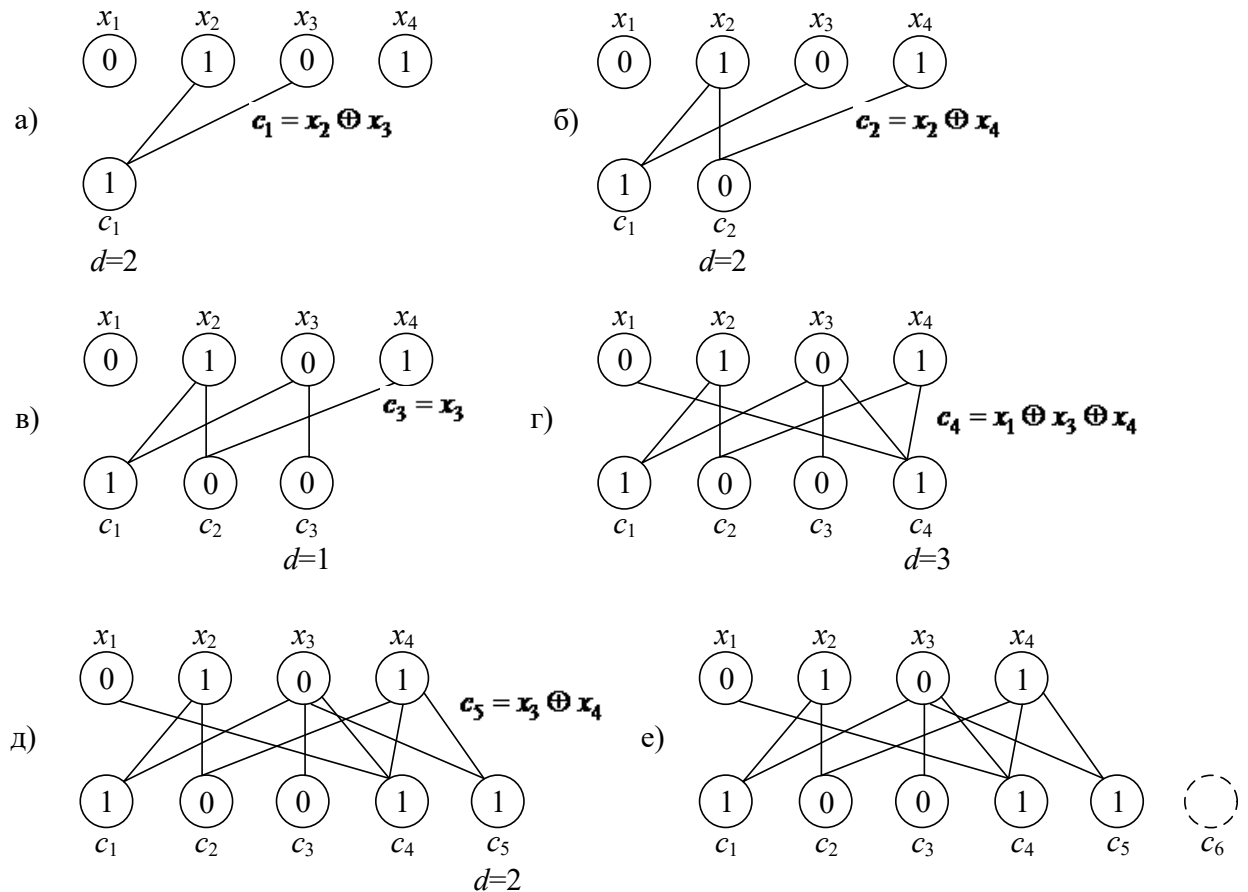 x₁ x₂ x₃ x₄
0 1 0 1
а)
c₁ = x₂ ⊕ x₃
1
c₁
d=2
x₁ x₂ x₃ x₄
0 1 0 1
б)
c₂ = x₂ ⊕ x₄
1 0
c₁ c₂
d=2
x₁ x₂ x₃ x₄
0 1 0 1
в)
c₃ = x₃
1 0 0
c₁ c₂ c₃
d=1
x₁ x₂ x₃ x₄
0 1 0 1
г)
c₄ = x₁ ⊕ x₃ ⊕ x₄
1 0 0 1
c₁ c₂ c₃ c₄
d=3
x₁ x₂ x₃ x₄
0 1 0 1
д)
c₅ = x₃ ⊕ x₄
1 0 0 1 1
c₁ c₂ c₃ c₄ c₅
d=2
x₁ x₂ x₃ x₄
0 1 0 1
е)
1 0 0 1 1
c₁ c₂ c₃ c₄ c₅ c₆